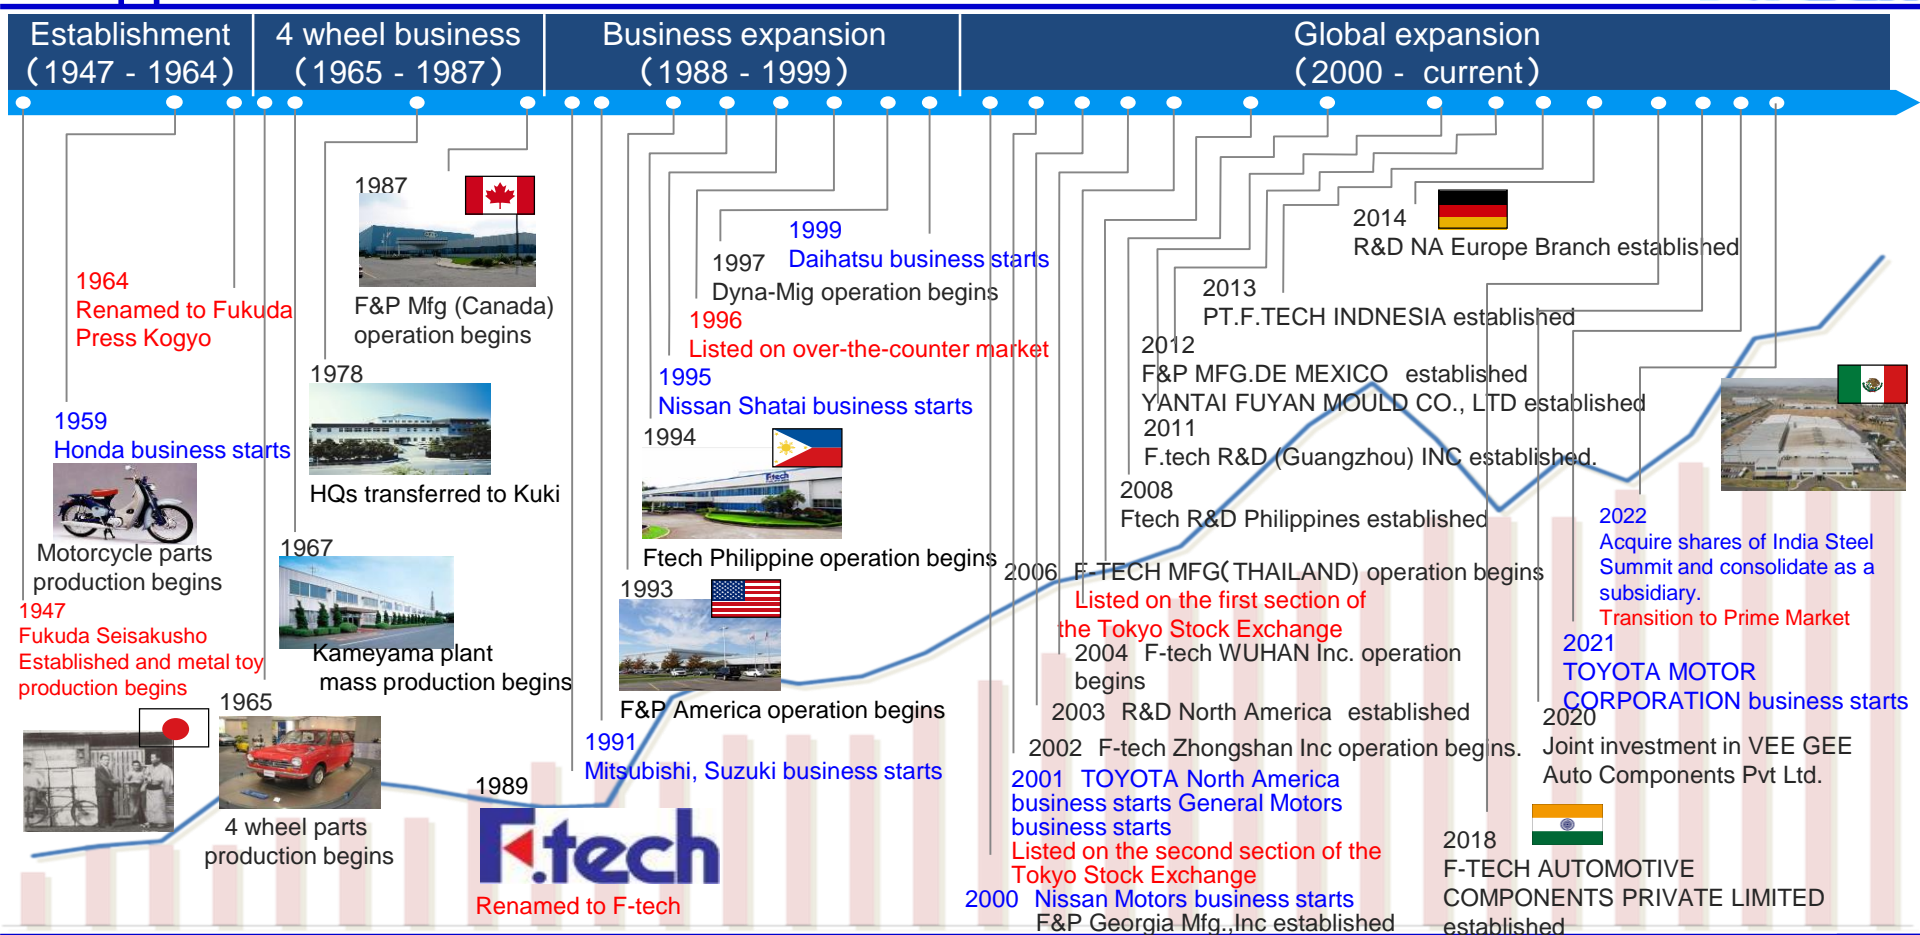 Establishment
（1947 - 1964）
4 wheel business
（1965 - 1987）
Business expansion
（1988 - 1999）
Global expansion
（2000 - current）
1964
Renamed to Fukuda
Press Kogyo
1959
Honda business starts
Motorcycle parts
production begins
1947
Fukuda Seisakusho
Established and metal toy
production begins
1987
F&P Mfg (Canada)
operation begins
1978
HQs transferred to Kuki
1967
Kameyama plant
mass production begins
1965
4 wheel parts
production begins
1989
F.tech
Renamed to F-tech
1999
Daihatsu business starts
1997
Dyna-Mig operation begins
1996
Listed on over-the-counter market
1995
Nissan Shatai business starts
1994
Ftech
Ftech Philippine operation begins
1993
F&P America operation begins
1991
Mitsubishi, Suzuki business starts
2014
R&D NA Europe Branch established
2013
PT.F.TECH INDNESIA established
2012
F&P MFG.DE MEXICO established
YANTAI FUYAN MOULD CO., LTD established
2011
F.tech R&D (Guangzhou) INC established.
2008
Ftech R&D Philippines established
2006 F-TECH MFG(THAILAND) operation begins
Listed on the first section of
the Tokyo Stock Exchange
2004 F-tech WUHAN Inc. operation
begins
2003 R&D North America established
2002 F-tech Zhongshan Inc operation begins.
2001 TOYOTA North America
business starts General Motors
business starts
Listed on the second section of the
Tokyo Stock Exchange
2000 Nissan Motors business starts
F&P Georgia Mfg.,Inc established
2022
Acquire shares of India Steel
Summit and consolidate as a
subsidiary.
Transition to Prime Market
2021
TOYOTA MOTOR
CORPORATION business starts
2020
Joint investment in VEE GEE
Auto Components Pvt Ltd.
2018
F-TECH AUTOMOTIVE
COMPONENTS PRIVATE LIMITED
established